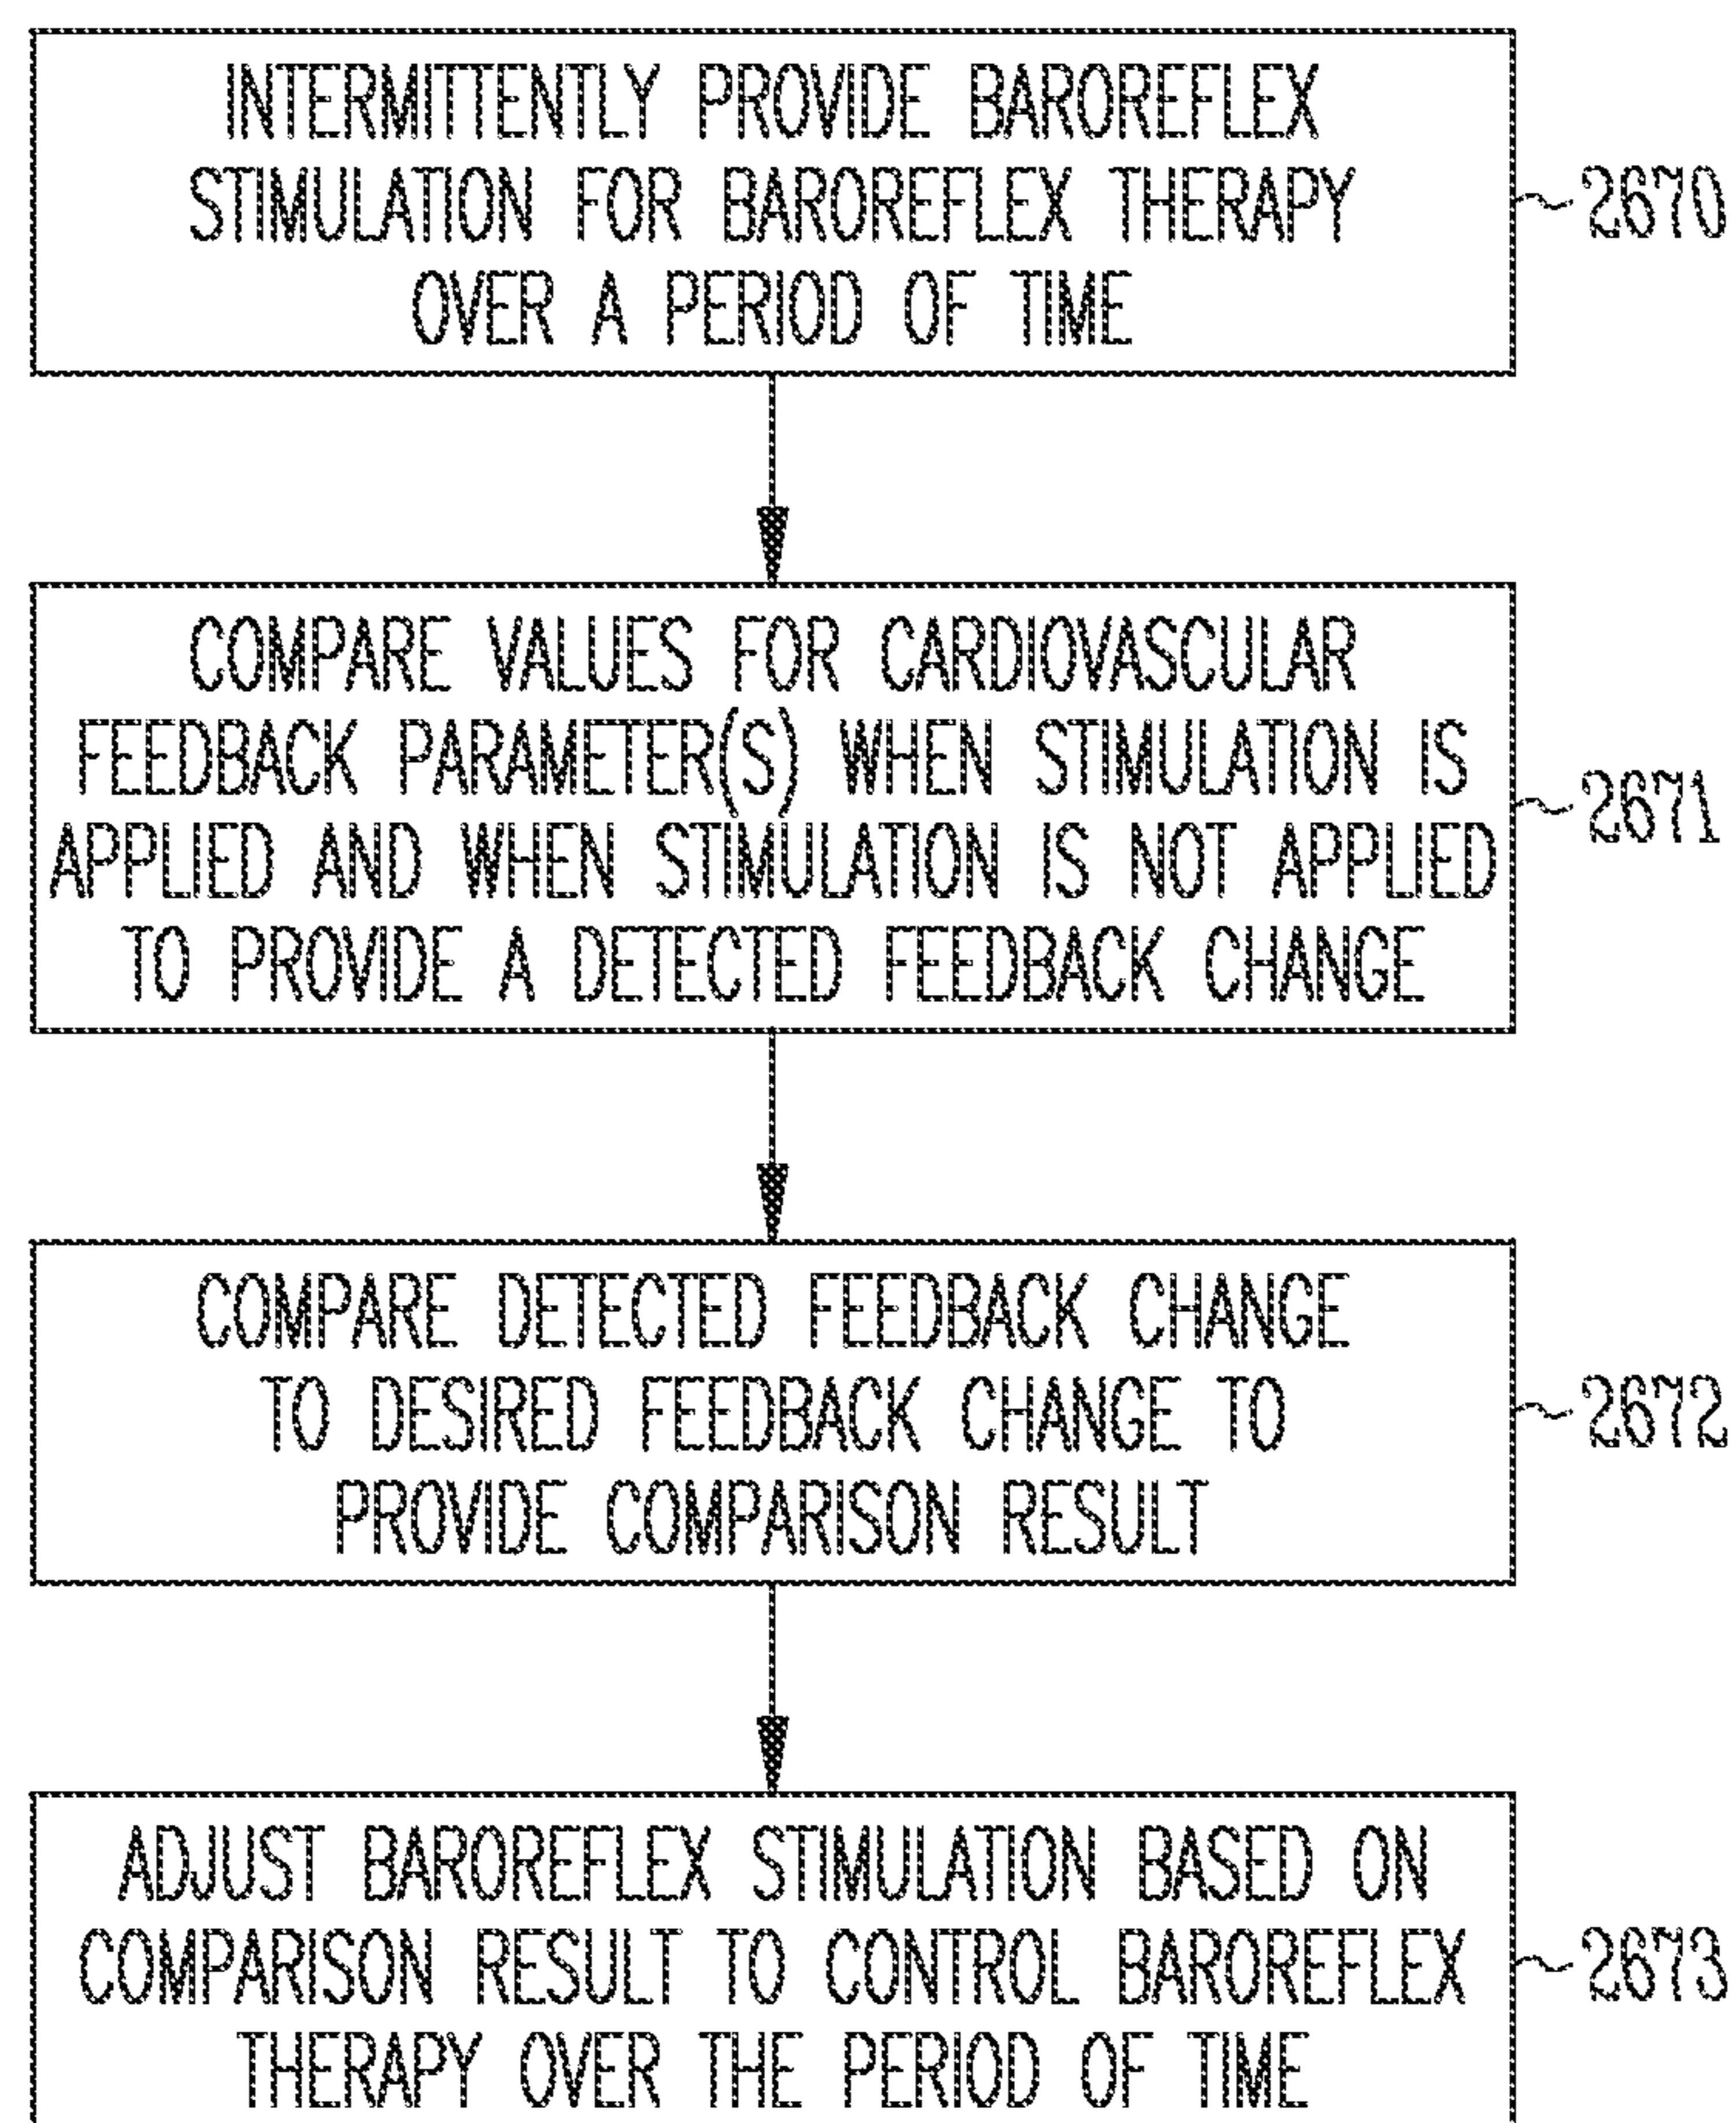 INTERMITTENTLY PROVIDE BAROREFLEX
STIMULATION FOR BAROREFLEX THERAPY
OVER A PERIOD OF TIME
2670
COMPARE VALUES FOR CARDIOVASCULAR
FEEDBACK PARAMETER(S) WHEN STIMULATION IS
APPLIED AND WHEN STIMULATION IS NOT APPLIED
TO PROVIDE A DETECTED FEEDBACK CHANGE
2671
COMPARE DETECTED FEEDBACK CHANGE
TO DESIRED FEEDBACK CHANGE TO
PROVIDE COMPARISON RESULT
2672
ADJUST BAROREFLEX STIMULATION BASED ON
COMPARISON RESULT TO CONTROL BAROREFLEX
THERAPY OVER THE PERIOD OF TIME
2673